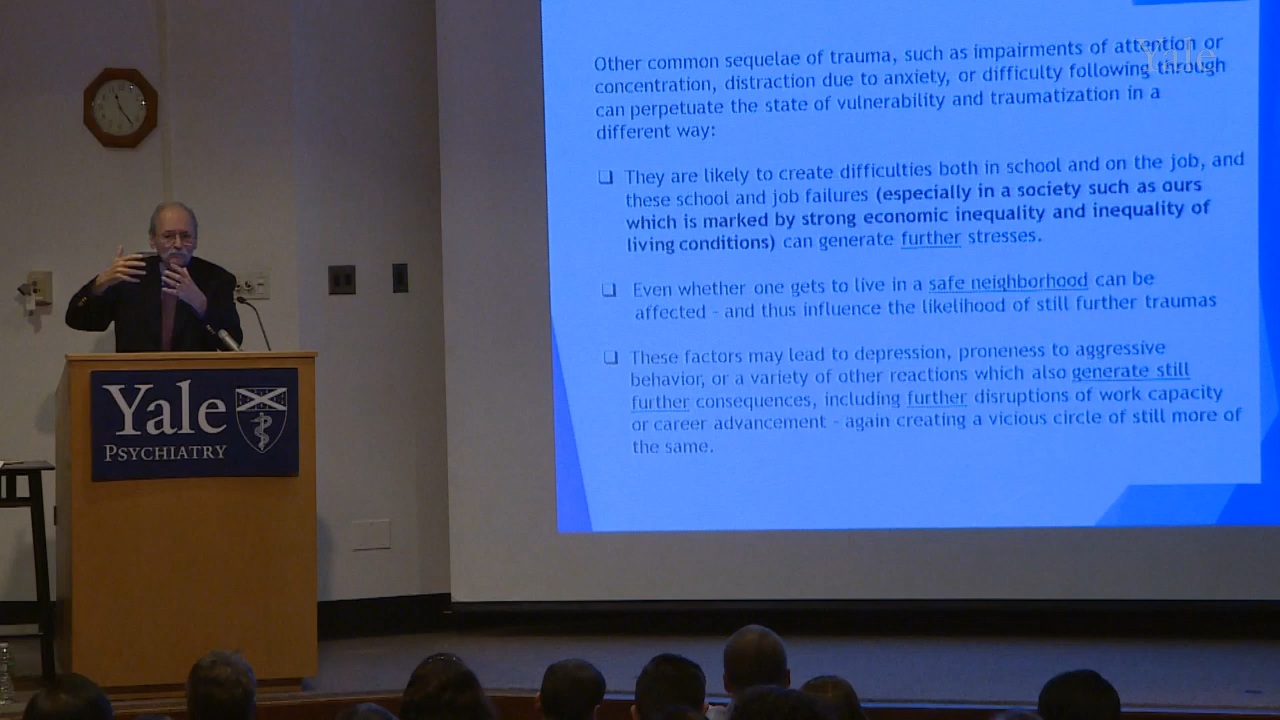 Yale
Other common sequelae of trauma, such as impairments of attention or
concentration, distraction due to anxiety, or difficulty following through
can perpetuate the state of vulnerability and traumatization in a
different way:
❑ They are likely to create difficulties both in school and on the job, and
these school and job failures (especially in a society such as ours
which is marked by strong economic inequality and inequality of
living conditions) can generate further stresses.
❑ Even whether one gets to live in a safe neighborhood can be
affected - and thus influence the likelihood of still further traumas
❑ These factors may lead to depression, proneness to aggressive
behavior, or a variety of other reactions which also generate still
further consequences, including further disruptions of work capacity
or career advancement - again creating a vicious circle of still more of
the same.
Yale
PSYCHIATRY